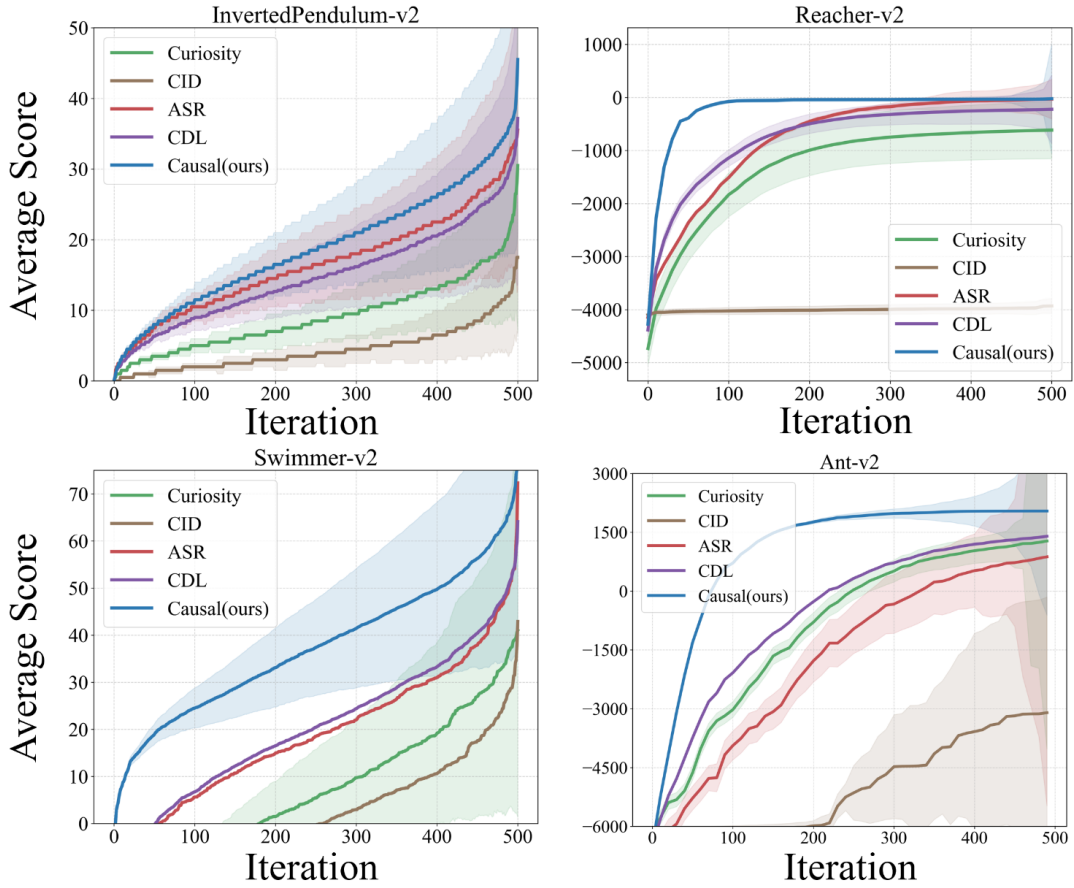 InvertedPendulum-v2
Average Score
50
40
30
20
10
0
Curiosity
CID
ASR
CDL
Causal(ours)
0 100 200 300 400 500
Iteration
Reacher-v2
1000
0
−1000
−2000
−3000
−4000
−5000
Curiosity
CID
ASR
CDL
Causal(ours)
0 100 200 300 400 500
Iteration
Swimmer-v2
Average Score
70
60
50
40
30
20
10
0
Curiosity
CID
ASR
CDL
Causal(ours)
0 100 200 300 400 500
Iteration
Ant-v2
3000
1500
0
−1500
−3000
−4500
−6000
Curiosity
CID
ASR
CDL
Causal(ours)
0 100 200 300 400 500
Iteration